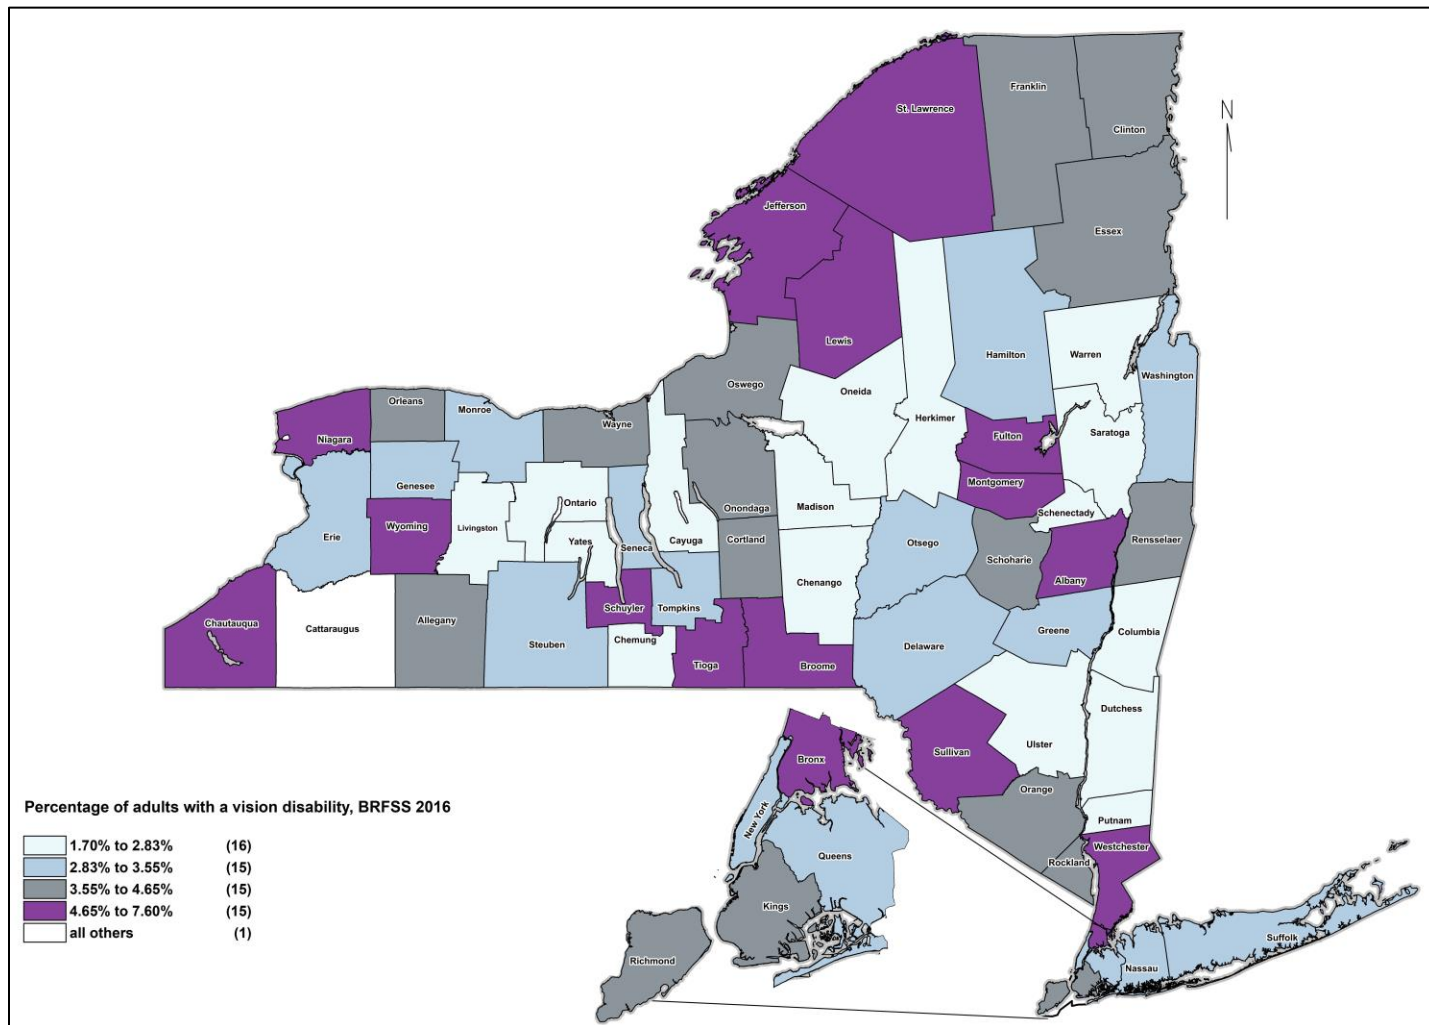 Franklin
St. Lawrence
Clinton
N
Jefferson
Essex
Lewis
Hamilton
Warren
Washington
Oswego
Oneida
Orleans
Monroe
Wayne
Herkimer
Niagara
Fulton
Saratoga
Genesee
Montgomery
Ontario
Onondaga
Madison
Schenectady
Wyoming
Livingston
Erie
Yates
Seneca
Cayuga
Cortland
Otsego
Schoharie
Rensselaer
Albany
Chenango
Schuyler
Tompkins
Chautauqua
Cattaraugus
Allegany
Steuben
Chemung
Tioga
Broome
Delaware
Greene
Columbia
Dutchess
Sullivan
Ulster
Bronx
Orange
Putnam
New York
Westchester
Queens
Rockland
Kings
Richmond
Nassau
Suffolk
Percentage of adults with a vision disability, BRFSS 2016
1.70% to 2.83% (16)
2.83% to 3.55% (15)
3.55% to 4.65% (15)
4.65% to 7.60% (15)
all others (1)